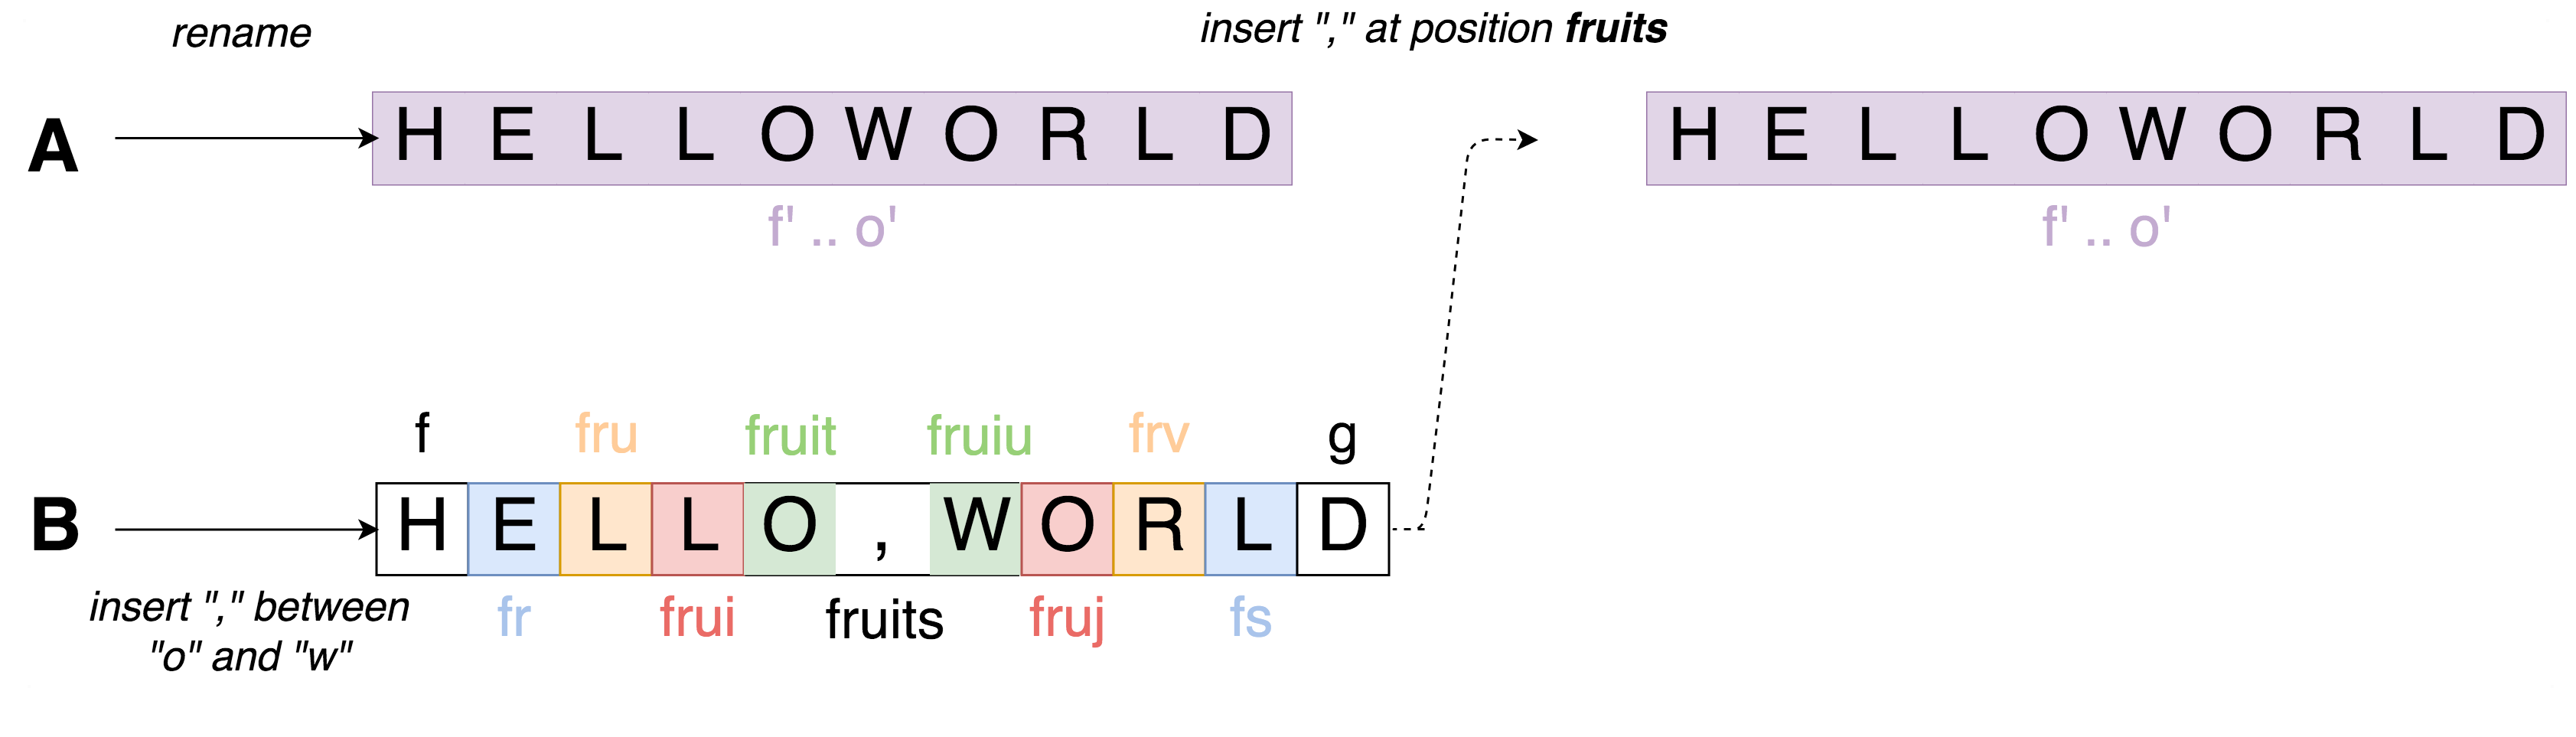 rename
insert "," at position fruits
A
H E L L O W O R L D
H E L L O W O R L D
f' .. o'
f' .. o'
f fru fruit fruiu frv g
B
H E L L O , W O R L D
fr frui fruits fruj fs
insert "," between
"o" and "w"